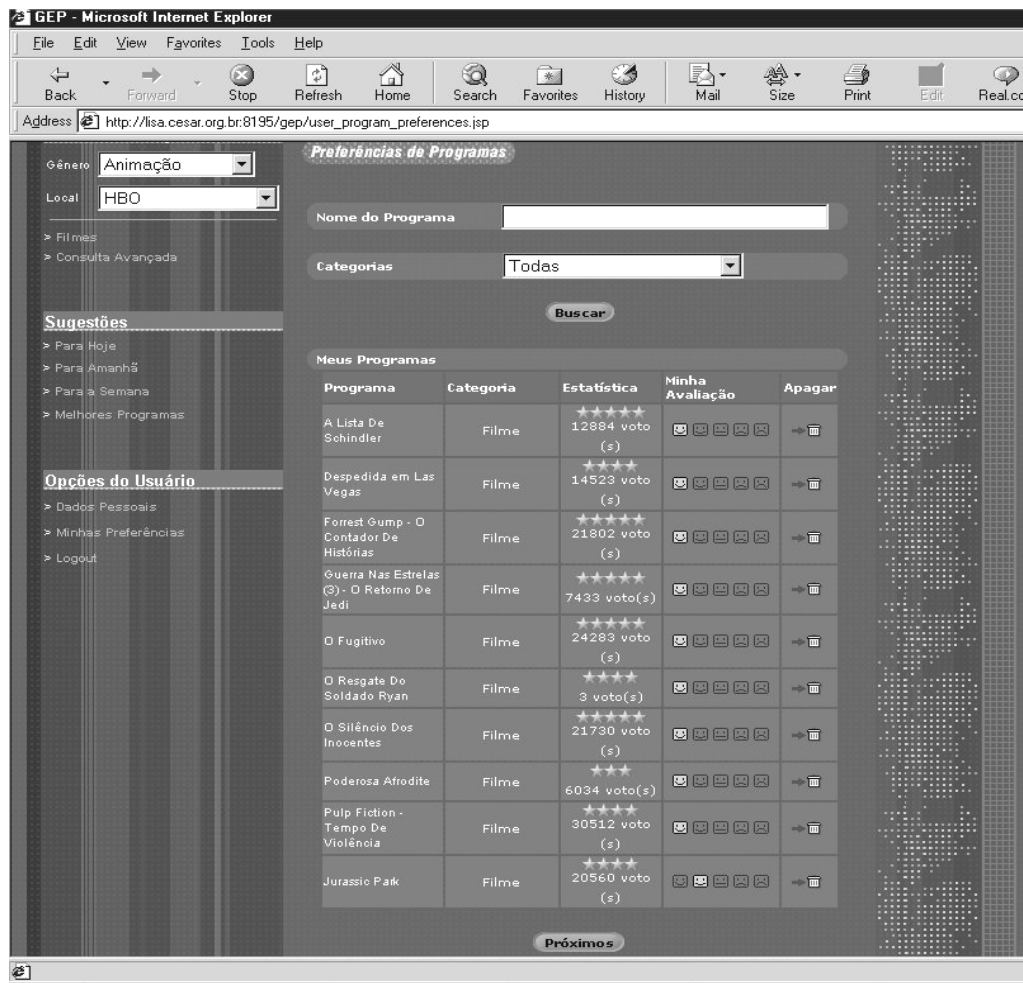 GEP - Microsoft Internet Explorer
File Edit View Favorites Tools Help
Back Forward Stop Refresh Home Search Favorites History Mail Size Print Edit
Address http://lisa.cesar.org.br:8195/gep/user_program_preferences.jsp
Gênero Animação
Local HBO
> Filmes
> Consulta Avançada
Sugestões
> Para Hoje
> Para Amanhã
> Para a Semana
> Melhores Programas
Opções do Usuário
> Dados Pessoais
> Minhas Preferências
> Logout
Preferências de Programas
Nome do Programa
Categorias Todas
Buscar
Meus Programas
Programa Categoria Estatística Minha Avaliação Apagar
A Lista De
Schindler
Filme
12884 voto
(s)
Despedida em Las
Vegas
Filme
14523 voto
(s)
Forrest Gump - O
Contador De
Histórias
Filme
21802 voto
(s)
Guerra Nas Estrelas
(3) - O Retorno De
Jedi
Filme
7433 voto(s)
O Fugitivo
Filme
24283 voto
(s)
O Resgate Do
Soldado Ryan
Filme
3 voto(s)
O Silêncio Dos
Inocentes
Filme
21730 voto
(s)
Poderosa Afrodite
Filme
6034 voto(s)
Pulp Fiction -
Tempo De
Violência
Filme
30512 voto
(s)
Jurassic Park
Filme
20560 voto
(s)
Próximos